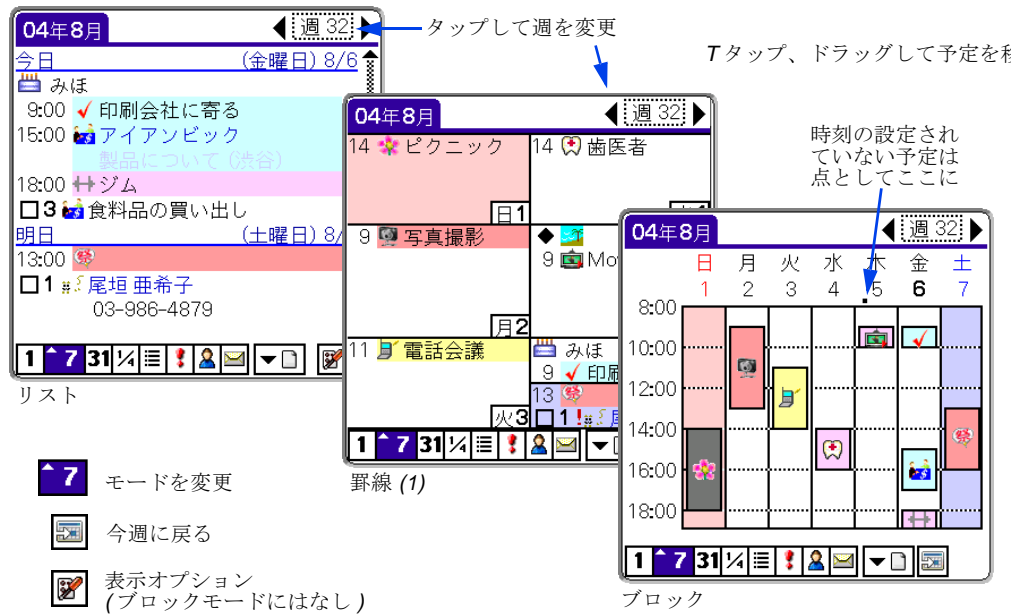 04年8月
週 32
今日 (金曜日) 8/6
みほ
9:00 印刷会社に寄る
15:00 アイアンビック
製品について (渋谷)
18:00 ジム
3 食料品の買い出し
明日 (土曜日) 8/
13:00
1 尾垣 亜希子
03-986-4879
1 7 31 1/4
リスト
タップして週を変更
Tタップ、ドラッグして予定を移
04年8月
週 32
14 ピクニック
日1
14 歯医者
9 写真撮影
月2
9 Mo
11 電話会議
火3
みほ
9 印刷
13
1
1 7 31 1/4
罫線 (1)
時刻の設定され
ていない予定は
点としてここに
04年8月
週 32
日 月 火 水 木 金 土
1 2 3 4 5 6 7
8:00
10:00
12:00
14:00
16:00
18:00
1 7 31 1/4
ブロック
7 モードを変更
今週に戻る
表示オプション
(ブロックモードにはなし)